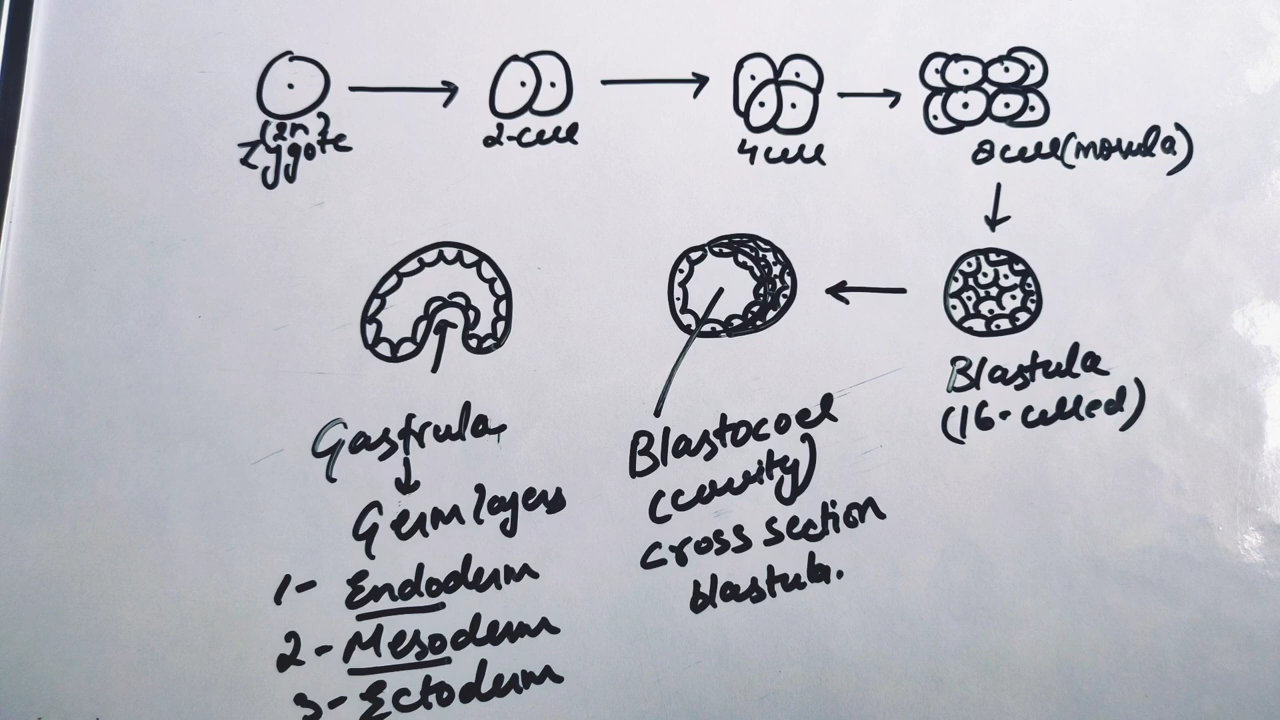 (2n)
Zygote
2-cell
4 cell
8 cell (morula)
Blastula
(16-celled)
Blastocoel
(cavity)
cross section
blastula.
Gastrula
Germ layers
1- Endoderm
2- Mesoderm
3- Ectoderm